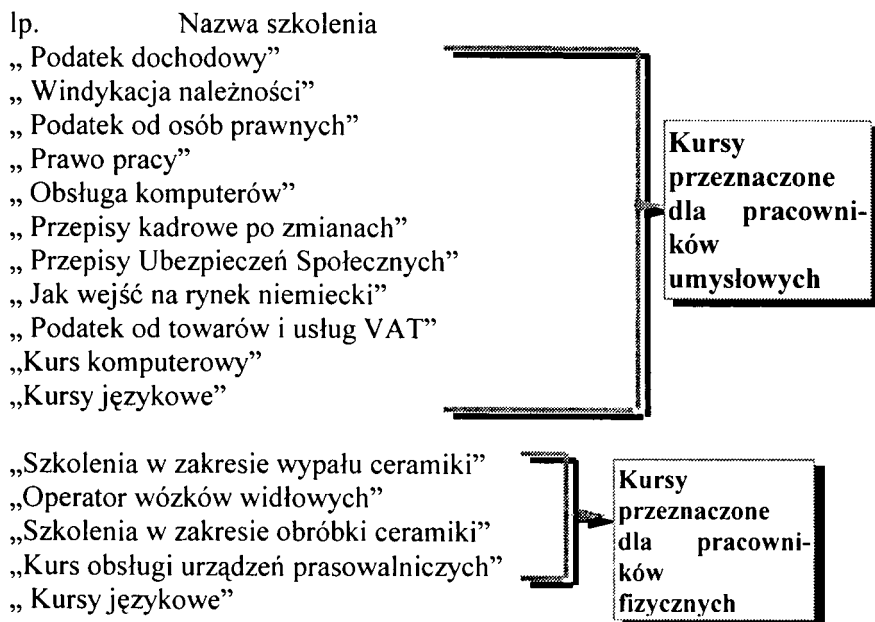 lp. Nazwa szkolenia
„ Podatek dochodowy”
„ Windykacja należności”
„ Podatek od osób prawnych”
„ Prawo pracy”
„ Obsługa komputerów”
„ Przepisy kadrowe po zmianach”
„ Przepisy Ubezpieczeń Społecznych”
„ Jak wejść na rynek niemiecki”
„ Podatek od towarów i usług VAT”
„Kurs komputerowy”
„Kursy językowe”
Kursy
przeznaczone
dla pracowni-
ków
umysłowych
„Szkolenia w zakresie wypału ceramiki”
„Operator wózków widłowych”
„Szkolenia w zakresie obróbki ceramiki”
„Kurs obsługi urządzeń prasowalniczych”
„ Kursy językowe”
Kursy
przeznaczone
dla pracowni-
ków
fizycznych